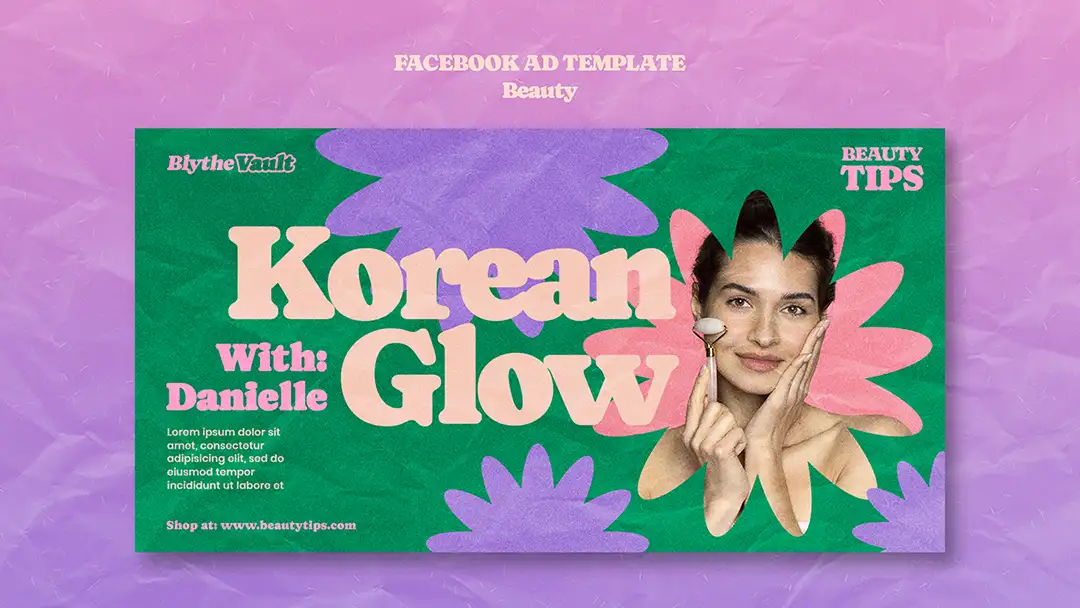 FACEBOOK AD TEMPLATE
Beauty
Blythe Vault
BEAUTY
TIPS
Korean
Glow
With:
Danielle
Lorem ipsum dolor sit
amet, consectetur
adipisicing elit, sed do
eiusmod tempor
incididunt ut labore et
Shop at: www.beautytips.com